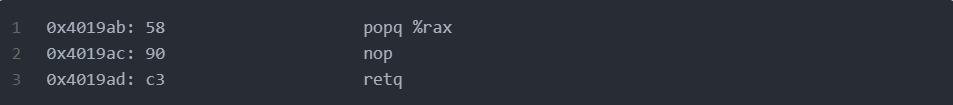 1 0x4019ab: 58 popq %rax
2 0x4019ac: 90 nop
3 0x4019ad: c3 retq